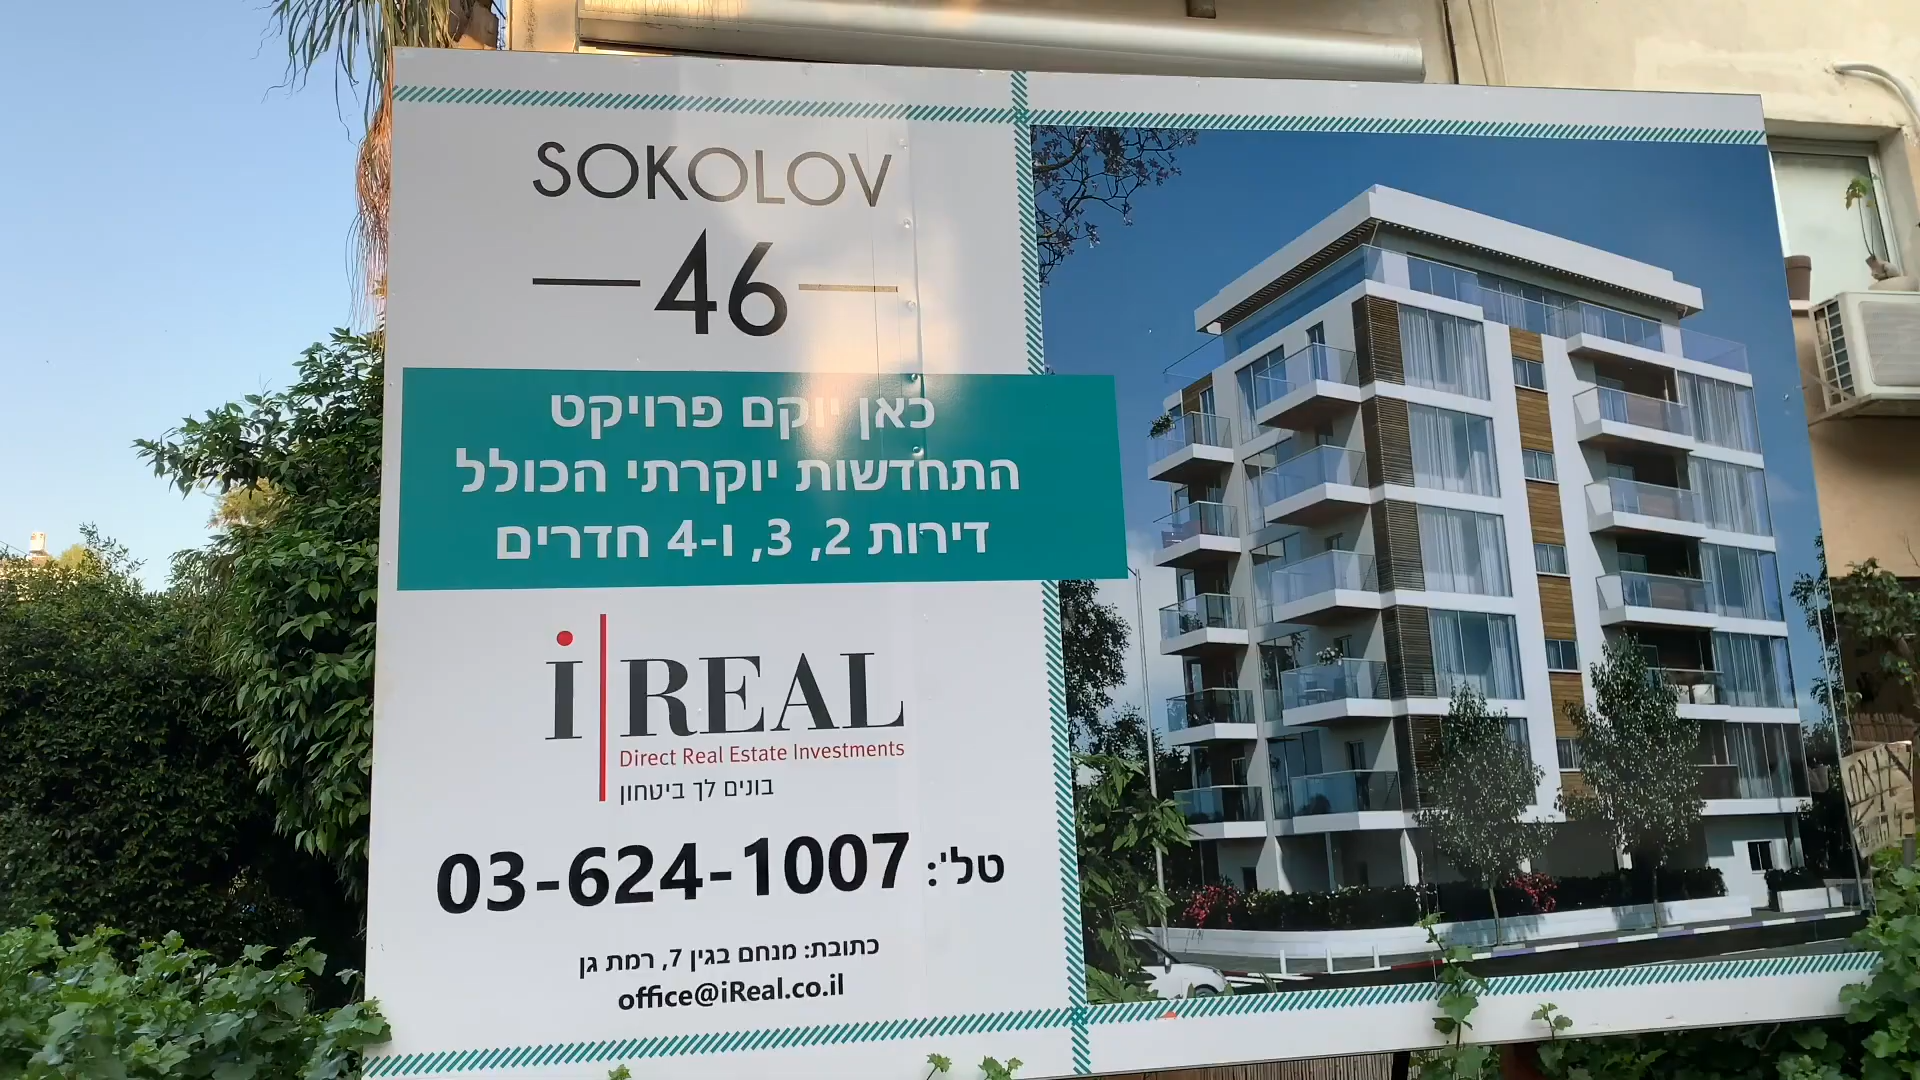 SOKOLOV
46
כאן יוקם פרויקט
התחדשות יוקרתי הכולל
דירות 2, 3, ו-4 חדרים
iREAL
Direct Real Estate Investments
בונים לך ביטחון
טל': 03-624-1007
כתובת: מנחם בגין 7, רמת גן
office@iReal.co.il